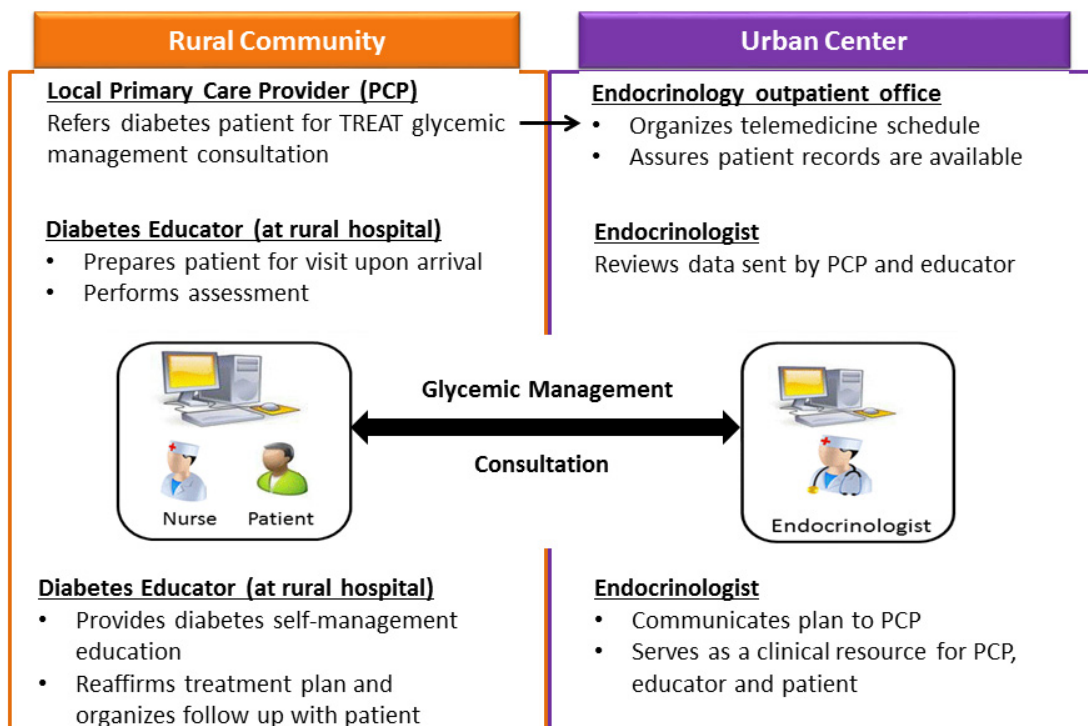 Rural Community
Urban Center
Local Primary Care Provider (PCP)
Refers diabetes patient for TREAT glycemic
management consultation
Endocrinology outpatient office
• Organizes telemedicine schedule
• Assures patient records are available
Diabetes Educator (at rural hospital)
• Prepares patient for visit upon arrival
• Performs assessment
Endocrinologist
Reviews data sent by PCP and educator
Glycemic Management
Consultation
Nurse
Patient
Endocrinologist
Diabetes Educator (at rural hospital)
• Provides diabetes self-management
education
• Reaffirms treatment plan and
organizes follow up with patient
Endocrinologist
• Communicates plan to PCP
• Serves as a clinical resource for PCP,
educator and patient